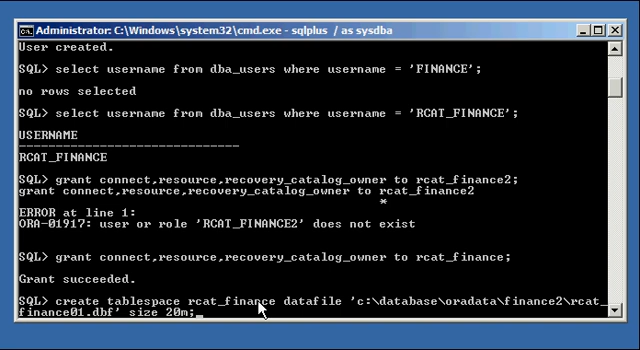 Administrator: C:\Windows\system32\cmd.exe - sqlplus / as sysdba
User created.
SQL> select username from dba_users where username = 'FINANCE';
no rows selected
SQL> select username from dba_users where username = 'RCAT_FINANCE';
USERNAME
------------------------------
RCAT_FINANCE
SQL> grant connect,resource,recovery_catalog_owner to rcat_finance2;
grant connect,resource,recovery_catalog_owner to rcat_finance2
*
ERROR at line 1:
ORA-01917: user or role 'RCAT_FINANCE2' does not exist
SQL> grant connect,resource,recovery_catalog_owner to rcat_finance;
Grant succeeded.
SQL> create tablespace rcat_finance datafile 'c:\database\oradata\finance2\rcat_
finance01.dbf' size 20m;